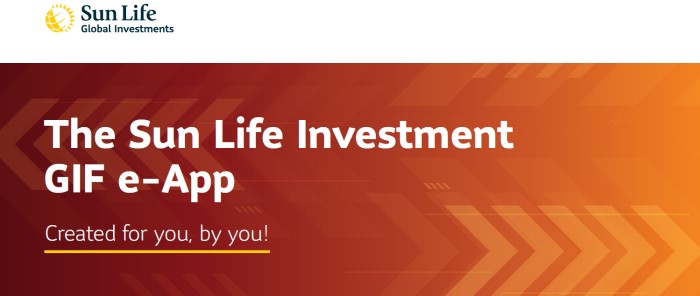 Sun Life
Global Investments
The Sun Life Investment
GIF e-App
Created for you, by you!